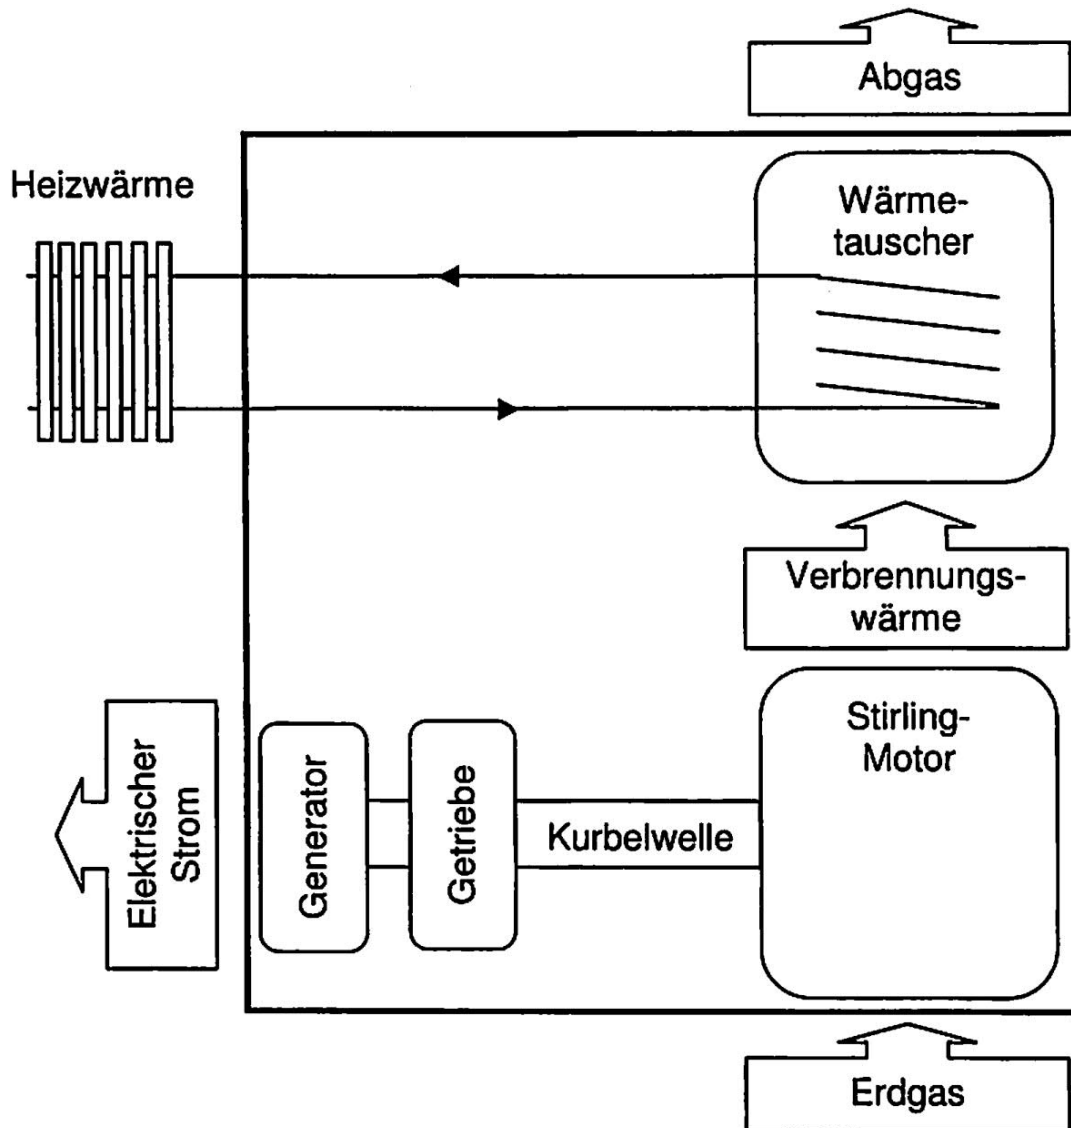 Abgas
Heizwärme
Wärme-
tauscher
Verbrennungs-
wärme
Elektrischer
Strom
Generator
Getriebe
Kurbelwelle
Stirling-
Motor
Erdgas